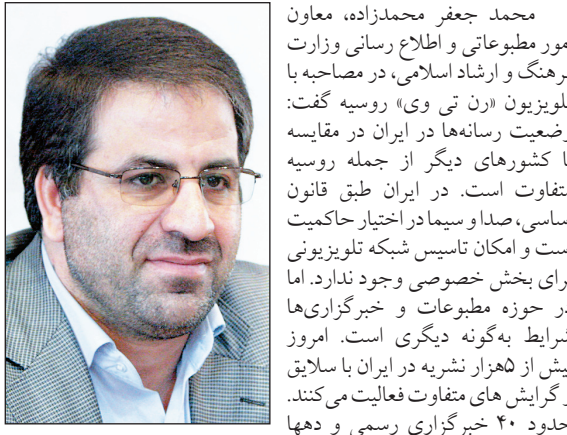 محمد جعفر محمدزاده، معاون
امور مطبوعاتی و اطلاع رسانی وزارت
فرهنگ و ارشاد اسلامی، در مصاحبه با
تلویزیون «رن تی وی» روسیه گفت:
وضعیت رسانه‌ها در ایران در مقایسه
با کشورهای دیگر از جمله روسیه
متفاوت است. در ایران طبق قانون
اساسی، صدا و سیما در اختیار حاکمیت
است و امکان تاسیس شبکه تلویزیونی
برای بخش خصوصی وجود ندارد. اما
در حوزه مطبوعات و خبرگزاری‌ها
شرایط به‌گونه دیگری است. امروز
بیش از ۵هزار نشریه در ایران با سلایق
و گرایش های متفاوت فعالیت می‌کنند.
حدود ۴۰ خبرگزاری رسمی و دهها